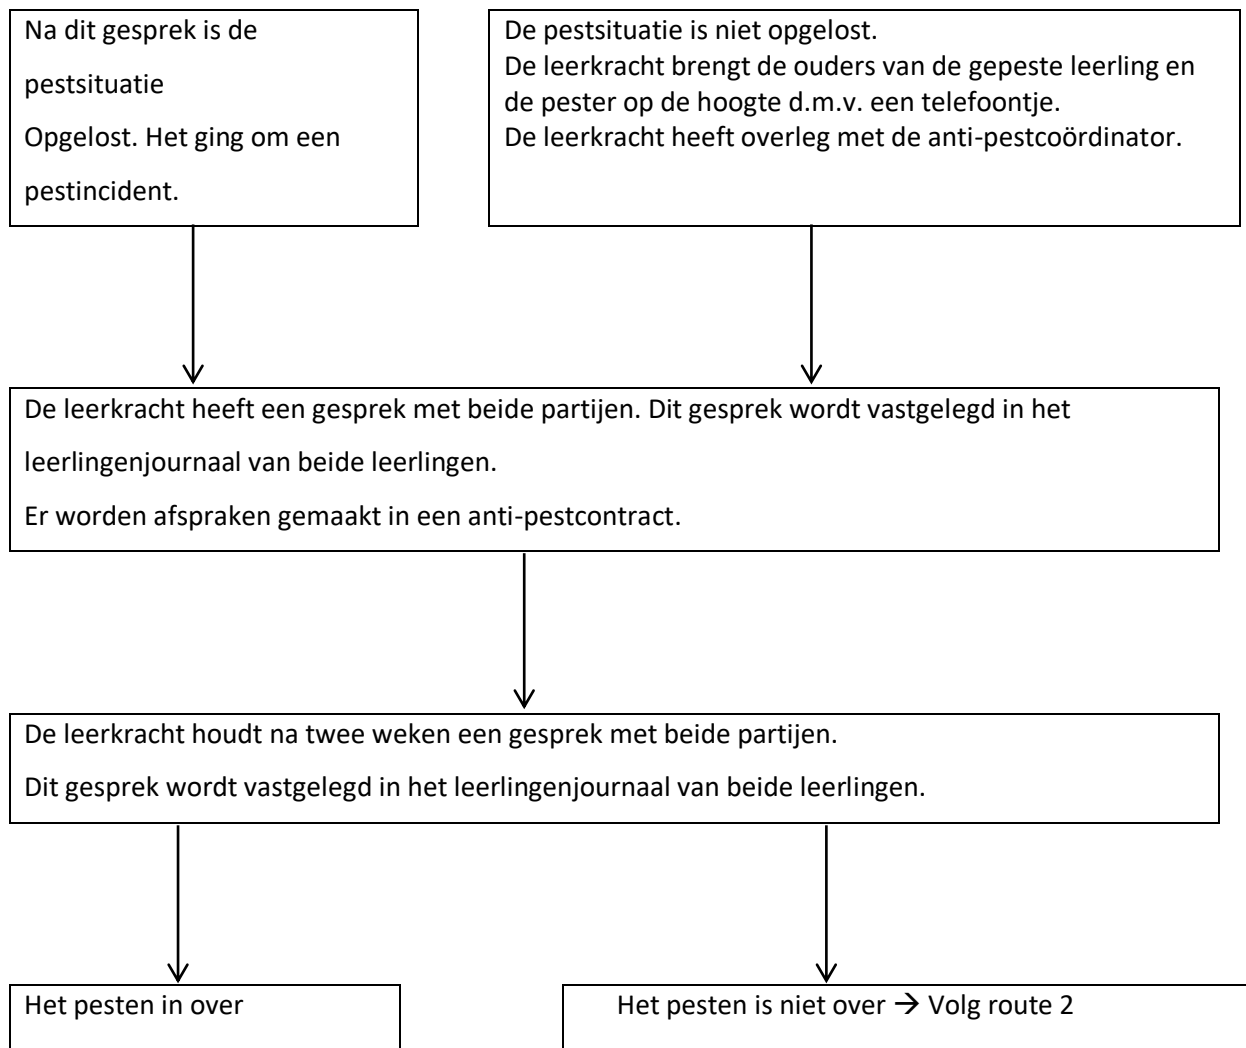 Na dit gesprek is de
pestsituatie
Opgelost. Het ging om een
pestincident.
De pestsituatie is niet opgelost.
De leerkracht brengt de ouders van de gepeste leerling en
de pester op de hoogte d.m.v. een telefoontje.
De leerkracht heeft overleg met de anti-pestcoördinator.
De leerkracht heeft een gesprek met beide partijen. Dit gesprek wordt vastgelegd in het
leerlingenjournaal van beide leerlingen.
Er worden afspraken gemaakt in een anti-pestcontract.
De leerkracht houdt na twee weken een gesprek met beide partijen.
Dit gesprek wordt vastgelegd in het leerlingenjournaal van beide leerlingen.
Het pesten in over
Het pesten is niet over → Volg route 2